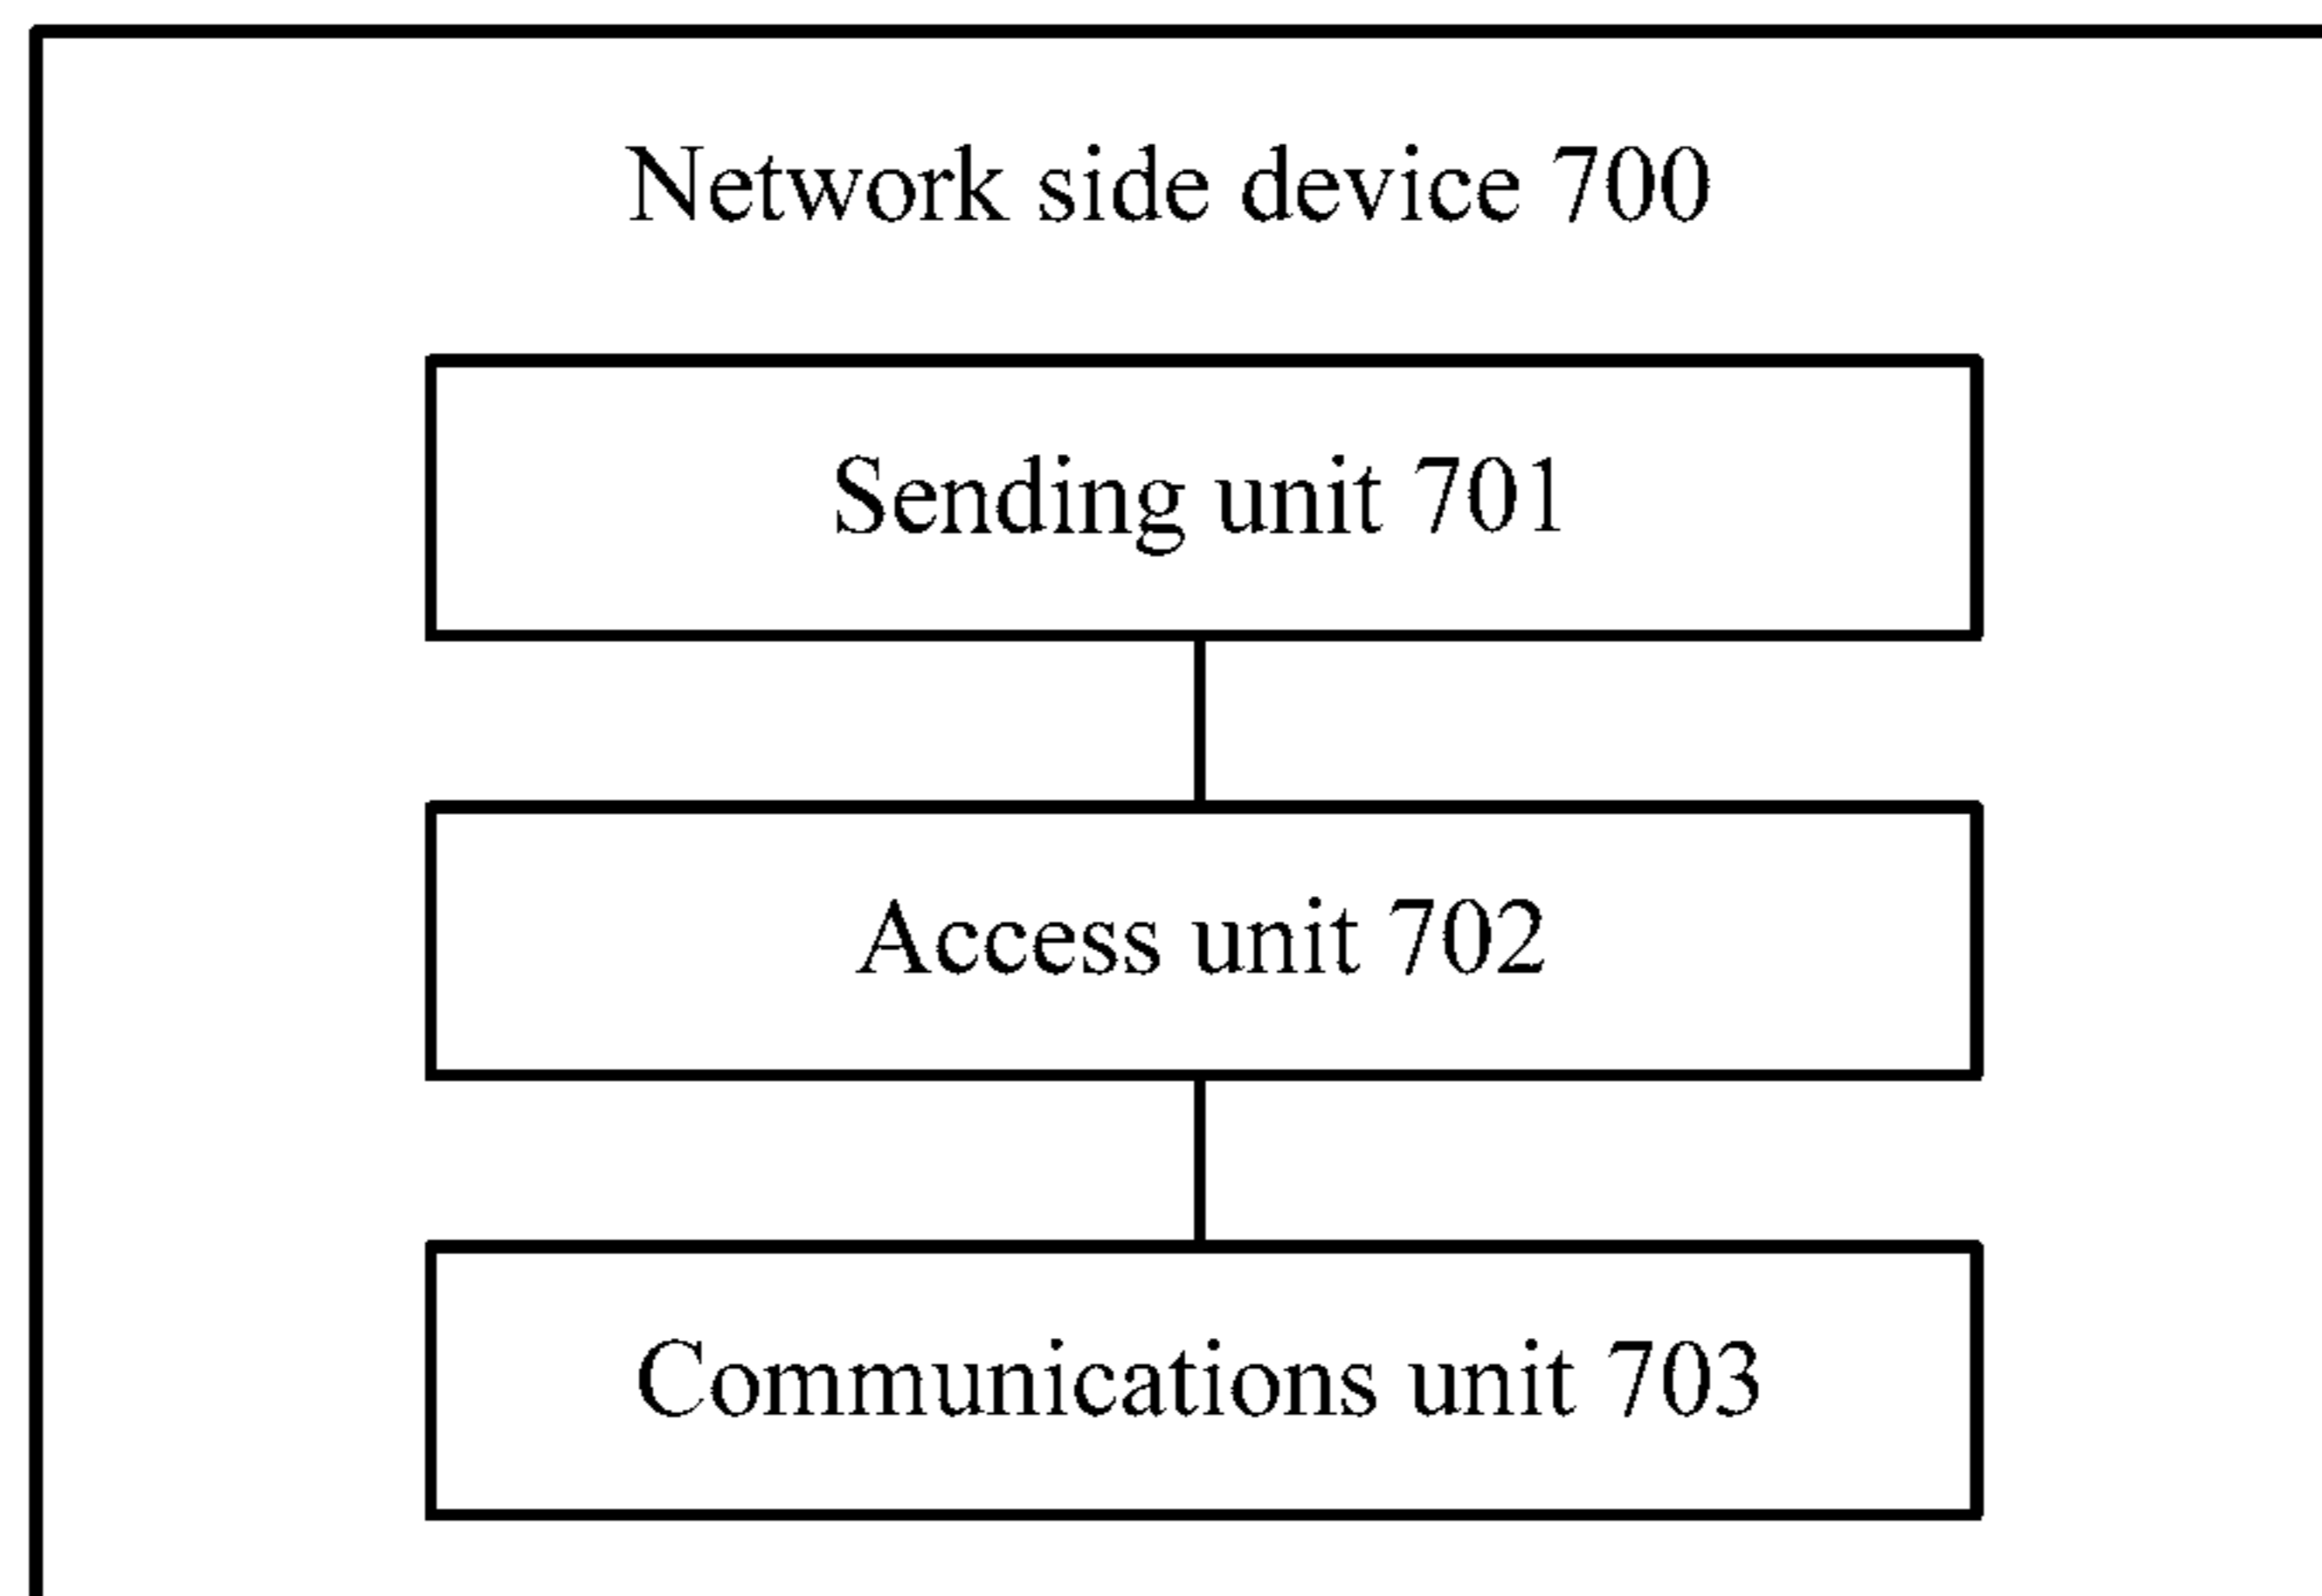 Network side device 700
Sending unit 701
Access unit 702
Communications unit 703